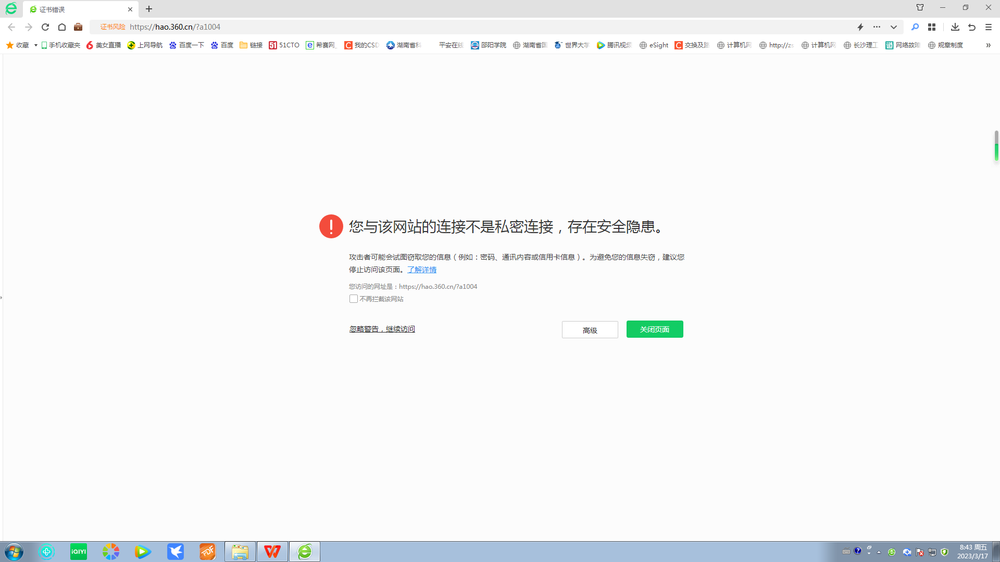 证书错误
证书风险 https://hao.360.cn/?a1004
收藏 手机收藏夹 美女直播 上网导航 百度一下 百度 链接 51CTO 希赛网 我的CSD 湖南省科 平安在线 邵阳学院 湖南省国 世界大学 腾讯视频 eSight 交换及路 计算机网 http://zs 计算机网 长沙理工 网络故障 规章制度
您与该网站的连接不是私密连接，存在安全隐患。
攻击者可能会试图窃取您的信息（例如：密码、通讯内容或信用卡信息）。为避免您的信息失窃，建议您
停止访问该页面。了解详情
您访问的网址是：https://hao.360.cn/?a1004
不再拦截该网站
忽略警告，继续访问 高级 关闭页面
iQIYI PDF
8:43 周五
2023/3/17